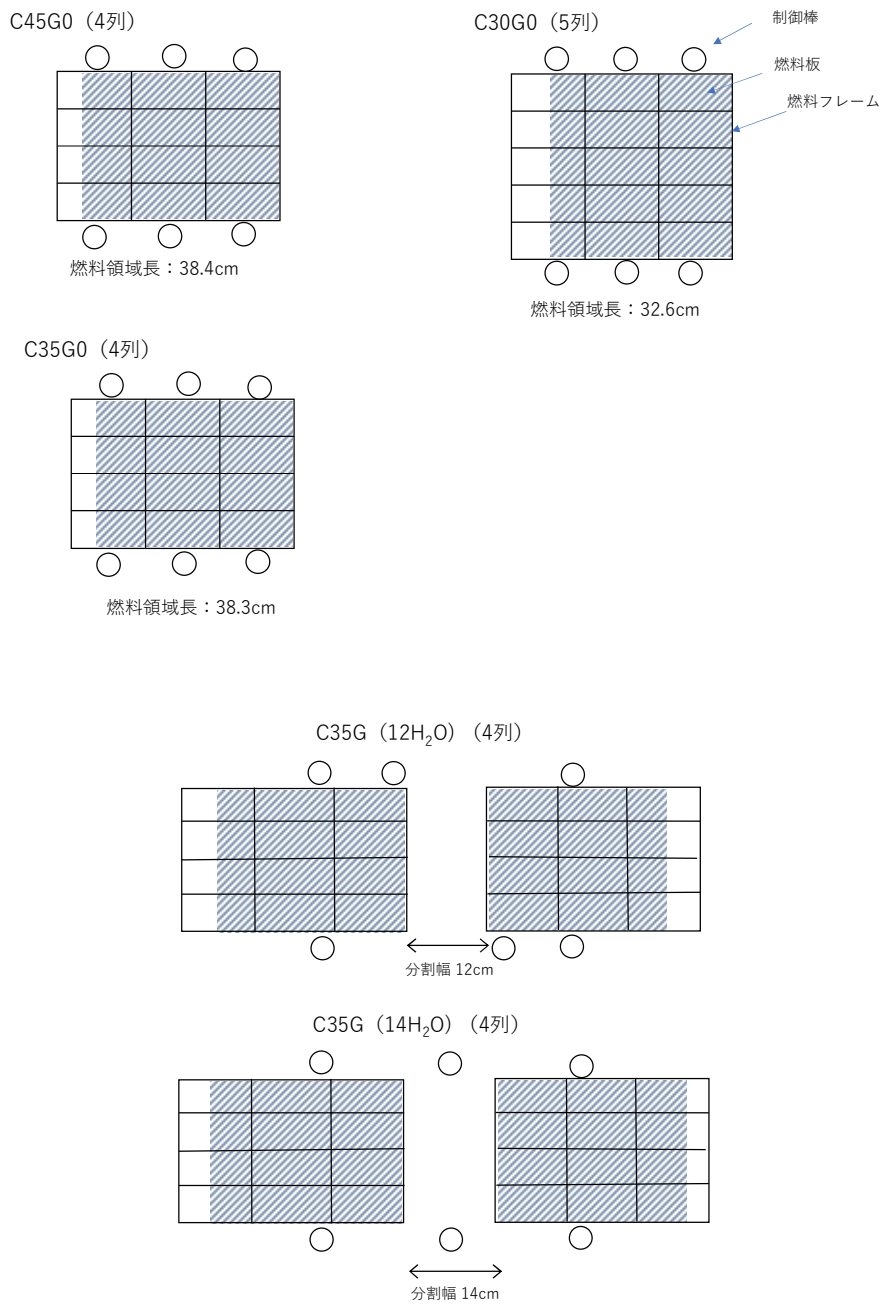 C45G0（4列）
C30G0（5列）
制御棒
燃料板
燃料フレーム
燃料領域長：38.4cm
燃料領域長：32.6cm
C35G0（4列）
燃料領域長：38.3cm
C35G（12H₂O）（4列）
分割幅 12cm
C35G（14H₂O）（4列）
分割幅 14cm